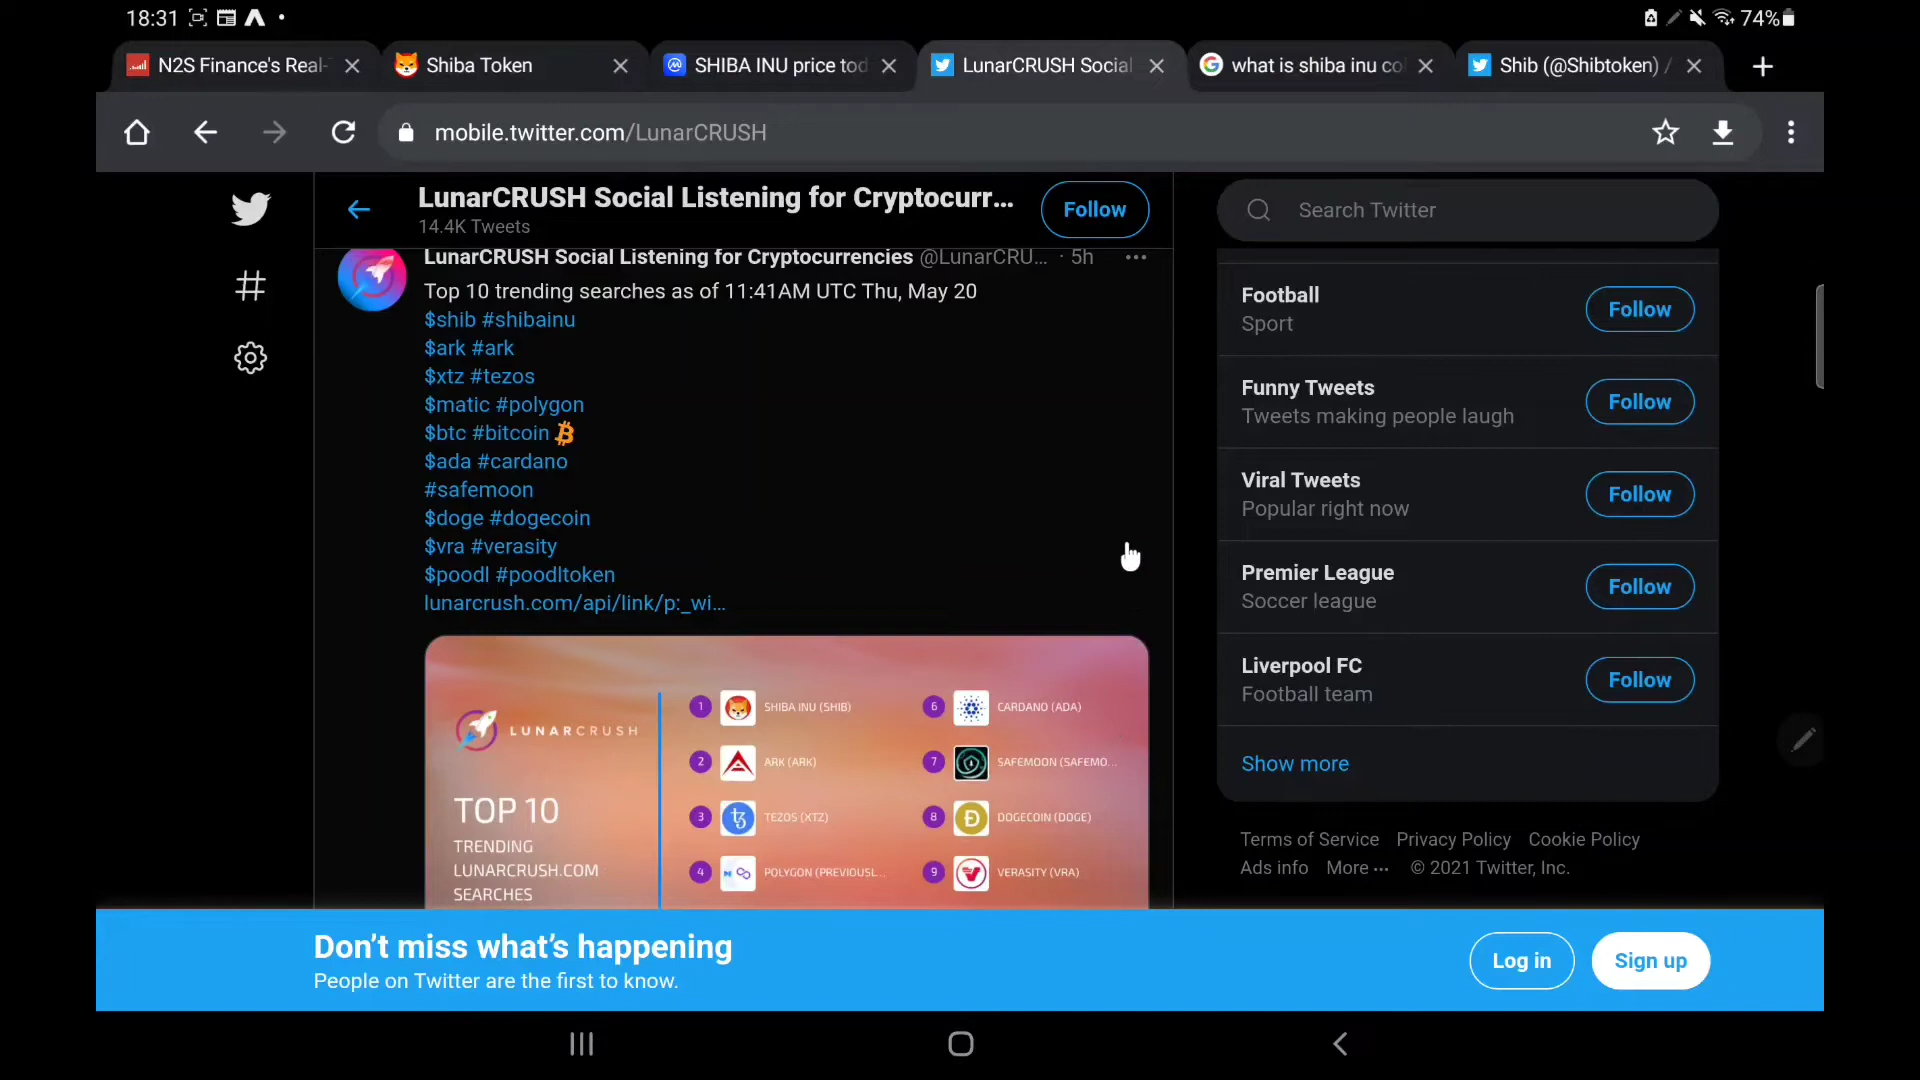 18:31
74%
N2S Finance's Real-
Shiba Token
SHIBA INU price tod
LunarCRUSH Social
what is shiba inu co
Shib (@Shibtoken) /
mobile.twitter.com/LunarCRUSH
LunarCRUSH Social Listening for Cryptocurr...
14.4K Tweets
Follow
Search Twitter
LunarCRUSH Social Listening for Cryptocurrencies @LunarCRU... · 5h
Top 10 trending searches as of 11:41AM UTC Thu, May 20
$shib #shibainu
$ark #ark
$xtz #tezos
$matic #polygon
$btc #bitcoin
$ada #cardano
#safemoon
$doge #dogecoin
$vra #verasity
$poodl #poodltoken
lunarcrush.com/api/link/p:_wi...
LUNARCRUSH
TOP 10
TRENDING
LUNARCRUSH.COM
SEARCHES
1 SHIBA INU (SHIB)
2 ARK (ARK)
3 TEZOS (XTZ)
4 POLYGON (PREVIOUSL...
6 CARDANO (ADA)
7 SAFEMOON (SAFEMO...
8 DOGECOIN (DOGE)
9 VERASITY (VRA)
Football
Sport
Follow
Funny Tweets
Tweets making people laugh
Follow
Viral Tweets
Popular right now
Follow
Premier League
Soccer league
Follow
Liverpool FC
Football team
Follow
Show more
Terms of Service Privacy Policy Cookie Policy
Ads info More ··· © 2021 Twitter, Inc.
Don't miss what's happening
People on Twitter are the first to know.
Log in
Sign up